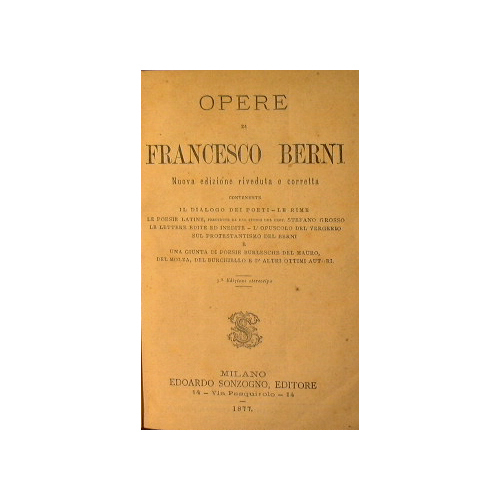 OPERE
DI
FRANCESCO BERNI
Nuova edizione riveduta e corretta
CONTENENTE
IL DIALOGO DEI POETI - LE RIME
LE POESIE LATINE, STEFANO GROSSO
LE LETTERE EDITE ED INEDITE - L'OPUSCOLO DEL VERGERIO
SUL PROTESTANTISMO DEL BERNI
E
UNA GIUNTA DI POESIE BURLESCHE DEL MAURO,
DEL MOLZA, DEL BURCHIELLO E D'ALTRI OTTIMI AUTORI.
Edizione stereotipa
MILANO
EDOARDO SONZOGNO, EDITORE
14 - Via Pasquirolo - 14
1877.